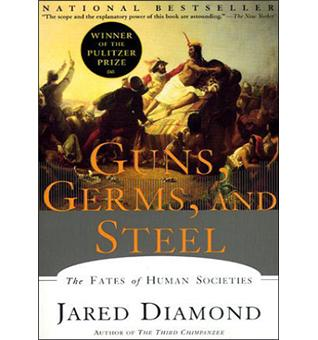 NATIONAL BESTSELLER
"The scope and the explanatory power of this book are astounding." —The New Yorker
WINNER
OF THE
PULITZER
PRIZE
GUNS,
GERMS, AND
STEEL
The FATES of HUMAN SOCIETIES
JARED DIAMOND
AUTHOR OF THE THIRD CHIMPANZEE